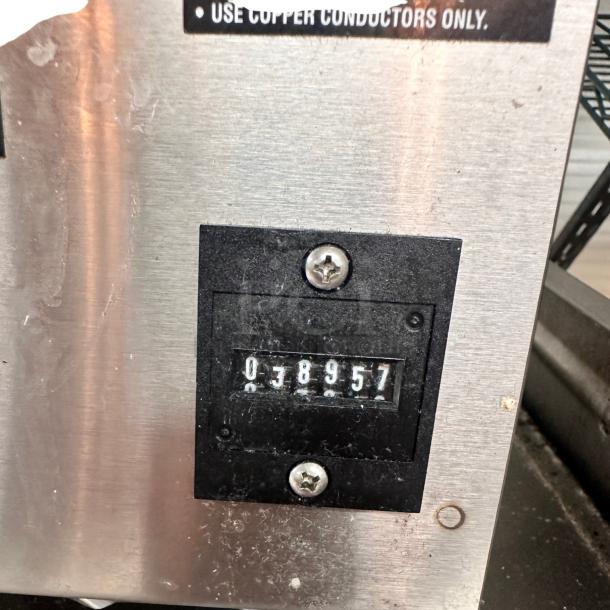 • USE COPPER CONDUCTORS ONLY.
038957